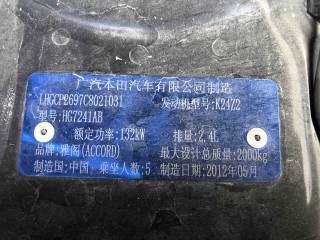 广汽本田汽车有限公司制造
LHGCP2697C8021031 发动机型号:K24Z2
型号:HG7241AB
额定功率:132kW 排量:2.4L
品牌:雅阁(ACCORD) 最大设计总质量:2000kg
制造国:中国 乘坐人数:5 制造日期:2012年05月